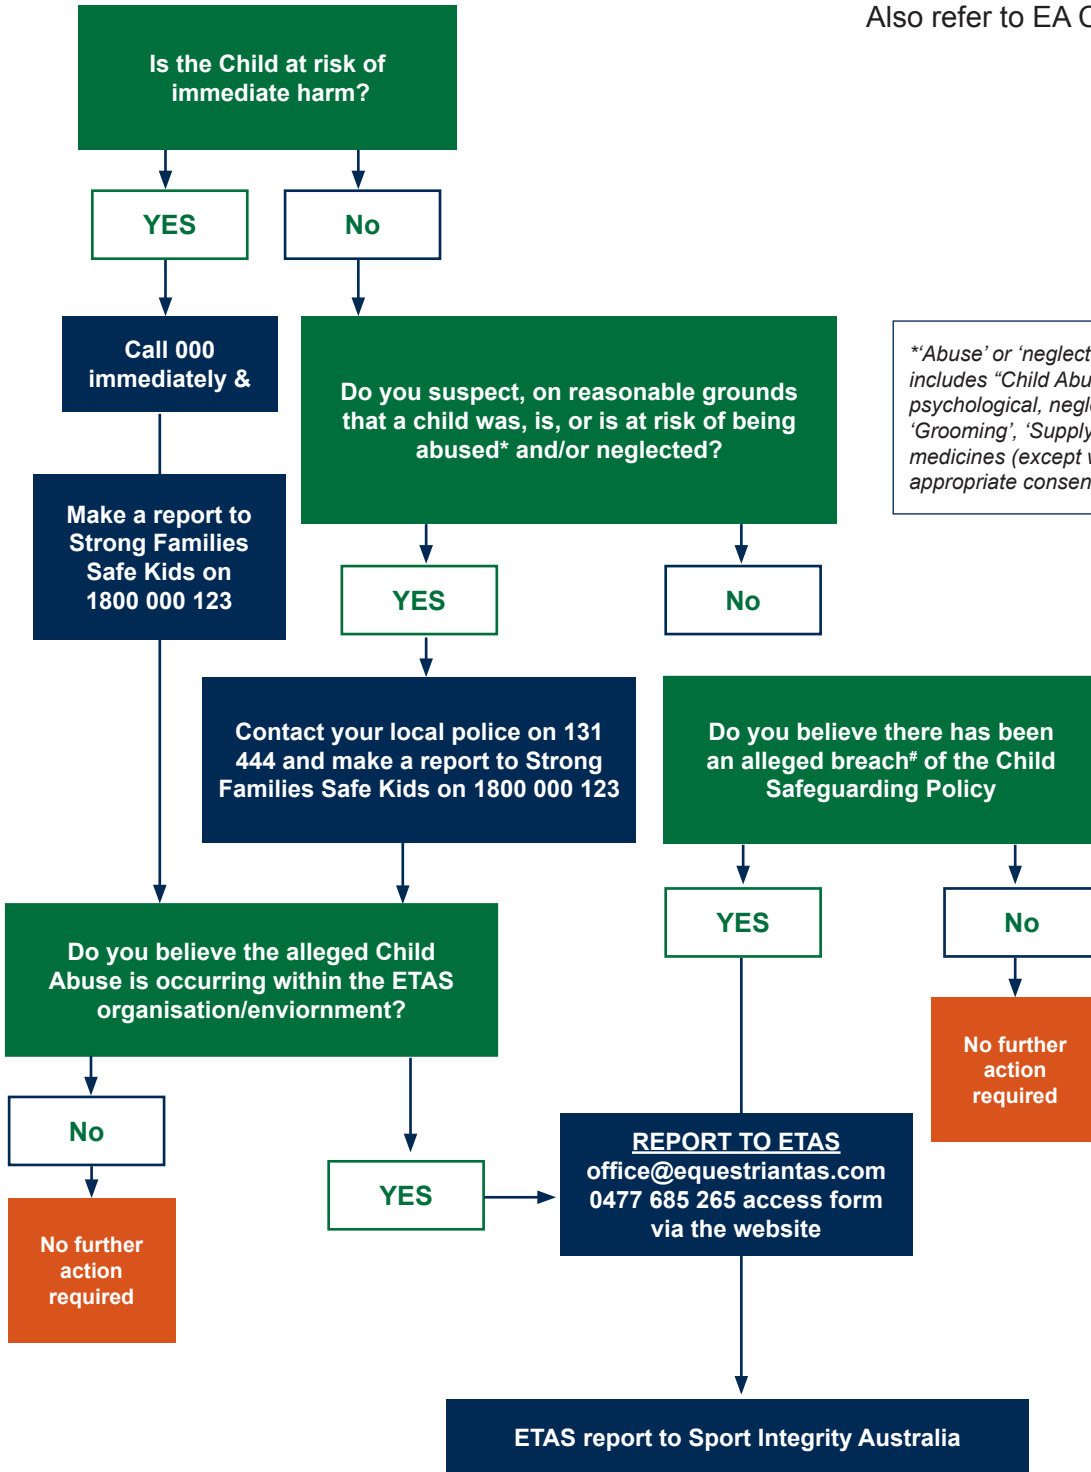 Also refer to EA
Is the Child at risk of
immediate harm?
YES
No
Call 000
immediately &
Make a report to
Strong Families
Safe Kids on
1800 000 123
Do you suspect, on reasonable grounds
that a child was, is, or is at risk of being
abused* and/or neglected?
*‘Abuse’ or ‘neglect
includes “Child
psychological,
‘Grooming’, ‘Supply
medicines (except
appropriate
YES
No
Contact your local police on 131
444 and make a report to Strong
Families Safe Kids on 1800 000 123
Do you believe there has been
an alleged breach# of the Child
Safeguarding Policy
YES
No
No further
action
required
Do you believe the alleged Child
Abuse is occurring within the ETAS
organisation/enviornment?
No
YES
No further
action
required
REPORT TO ETAS
office@equestriantas.com
0477 685 265 access form
via the website
ETAS report to Sport Integrity Australia